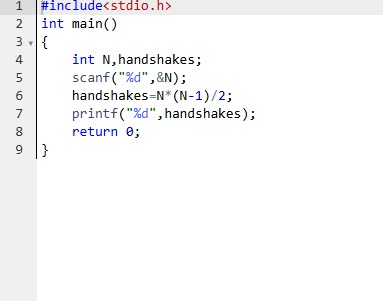 1 #include<stdio.h>
2 int main()
3 {
4 int N,handshakes;
5 scanf("%d",&N);
6 handshakes=N*(N-1)/2;
7 printf("%d",handshakes);
8 return 0;
9 }